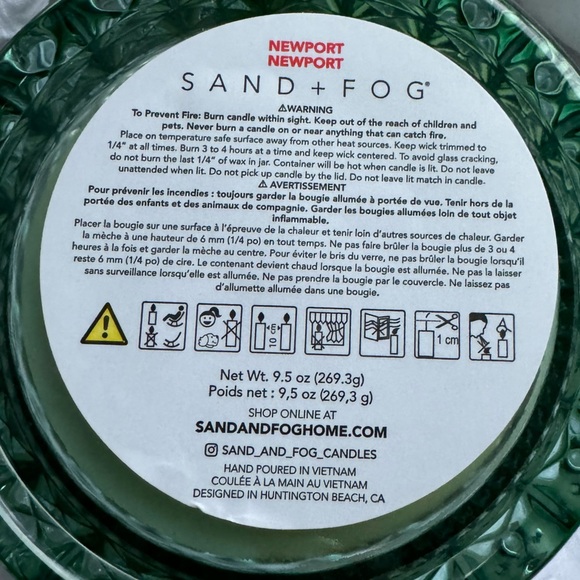 NEWPORT
NEWPORT
SAND + FOG®
⚠WARNING
To Prevent Fire: Burn candle within sight. Keep out of the reach of children and
pets. Never burn a candle on or near anything that can catch fire.
Place on temperature safe surface away from other heat sources. Keep wick trimmed to
1/4" at all times. Burn 3 to 4 hours at a time and keep wick centered. To avoid glass cracking,
do not burn the last 1/4" of wax in jar. Container will be hot when candle is lit. Do not leave
unattended when lit. Do not pick up candle by the lid. Do not leave lit match in candle.
⚠ AVERTISSEMENT
Pour prévenir les incendies : toujours garder la bougie allumée à portée de vue. Tenir hors de la
portée des enfants et des animaux de compagnie. Garder les bougies allumées loin de tout objet
inflammable.
Placer la bougie sur une surface à l'épreuve de la chaleur et tenir loin d'autres sources de chaleur. Garder
la mèche à une hauteur de 6 mm (1/4 po) en tout temps. Ne pas faire brûler la bougie plus de 3 ou 4
heures à la fois et garder la mèche au centre. Pour éviter le bris du verre, ne pas brûler la bougie lorsqu'il
reste 6 mm (1/4 po) de cire. Le contenant devient chaud lorsque la bougie est allumée. Ne pas la laisser
sans surveillance lorsqu'elle est allumée. Ne pas prendre la bougie par le couvercle. Ne laissez pas
d'allumette allumée dans une bougie.
1 cm
Net Wt. 9.5 oz (269.3g)
Poids net : 9,5 oz (269,3 g)
SHOP ONLINE AT
SANDANDFOGHOME.COM
SAND_AND_FOG_CANDLES
HAND POURED IN VIETNAM
COULÉE À LA MAIN AU VIETNAM
DESIGNED IN HUNTINGTON BEACH, CA